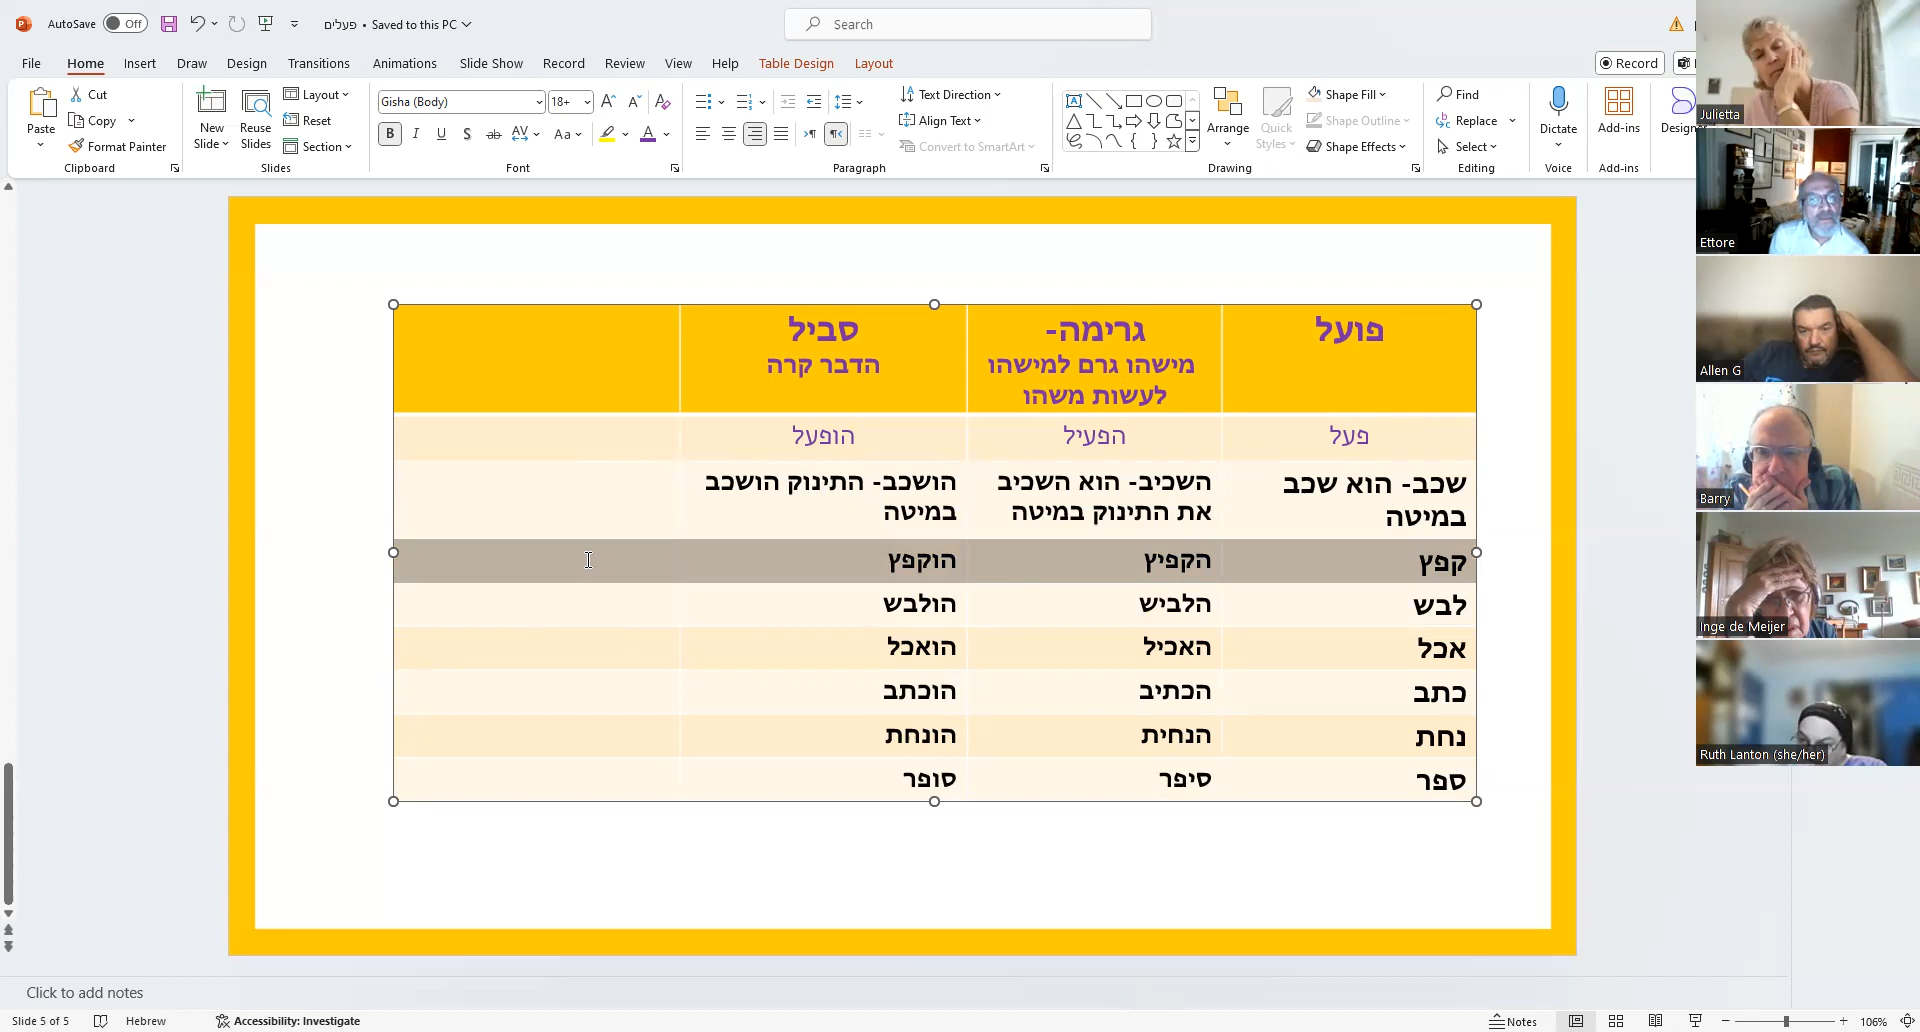 AutoSave Off פעלים • Saved to this PC Search
File Home Insert Draw Design Transitions Animations Slide Show Record Review View Help Table Design Layout Record
Paste
Cut
Copy
Format Painter
Clipboard
New Slide
Reuse Slides
Layout
Reset
Section
Slides
Gisha (Body) 18+
B I U S ab AV Aa A
Font
Text Direction
Align Text
Convert to SmartArt
Paragraph
Arrange
Quick Styles
Shape Fill
Shape Outline
Shape Effects
Drawing
Find
Replace
Select
Editing
Dictate
Voice
Add-ins
Add-ins
פועל
גרימה-
מישהו גרם למישהו
לעשות משהו
סביל
הדבר קרה
פעל הפעיל הופעל
שכב- הוא שכב
במיטה
השכיב- הוא השכיב
את התינוק במיטה
הושכב- התינוק הושכב
במיטה
קפץ הקפיץ הוקפץ
לבש הלביש הולבש
אכל האכיל הואכל
כתב הכתיב הוכתב
נחת הנחית הונחת
ספר סיפר סופר
Julietta
Ettore
Allen G
Barry
Inge de Meijer
Ruth Lanton (she/her)
Click to add notes
Slide 5 of 5 Hebrew Accessibility: Investigate Notes 106%